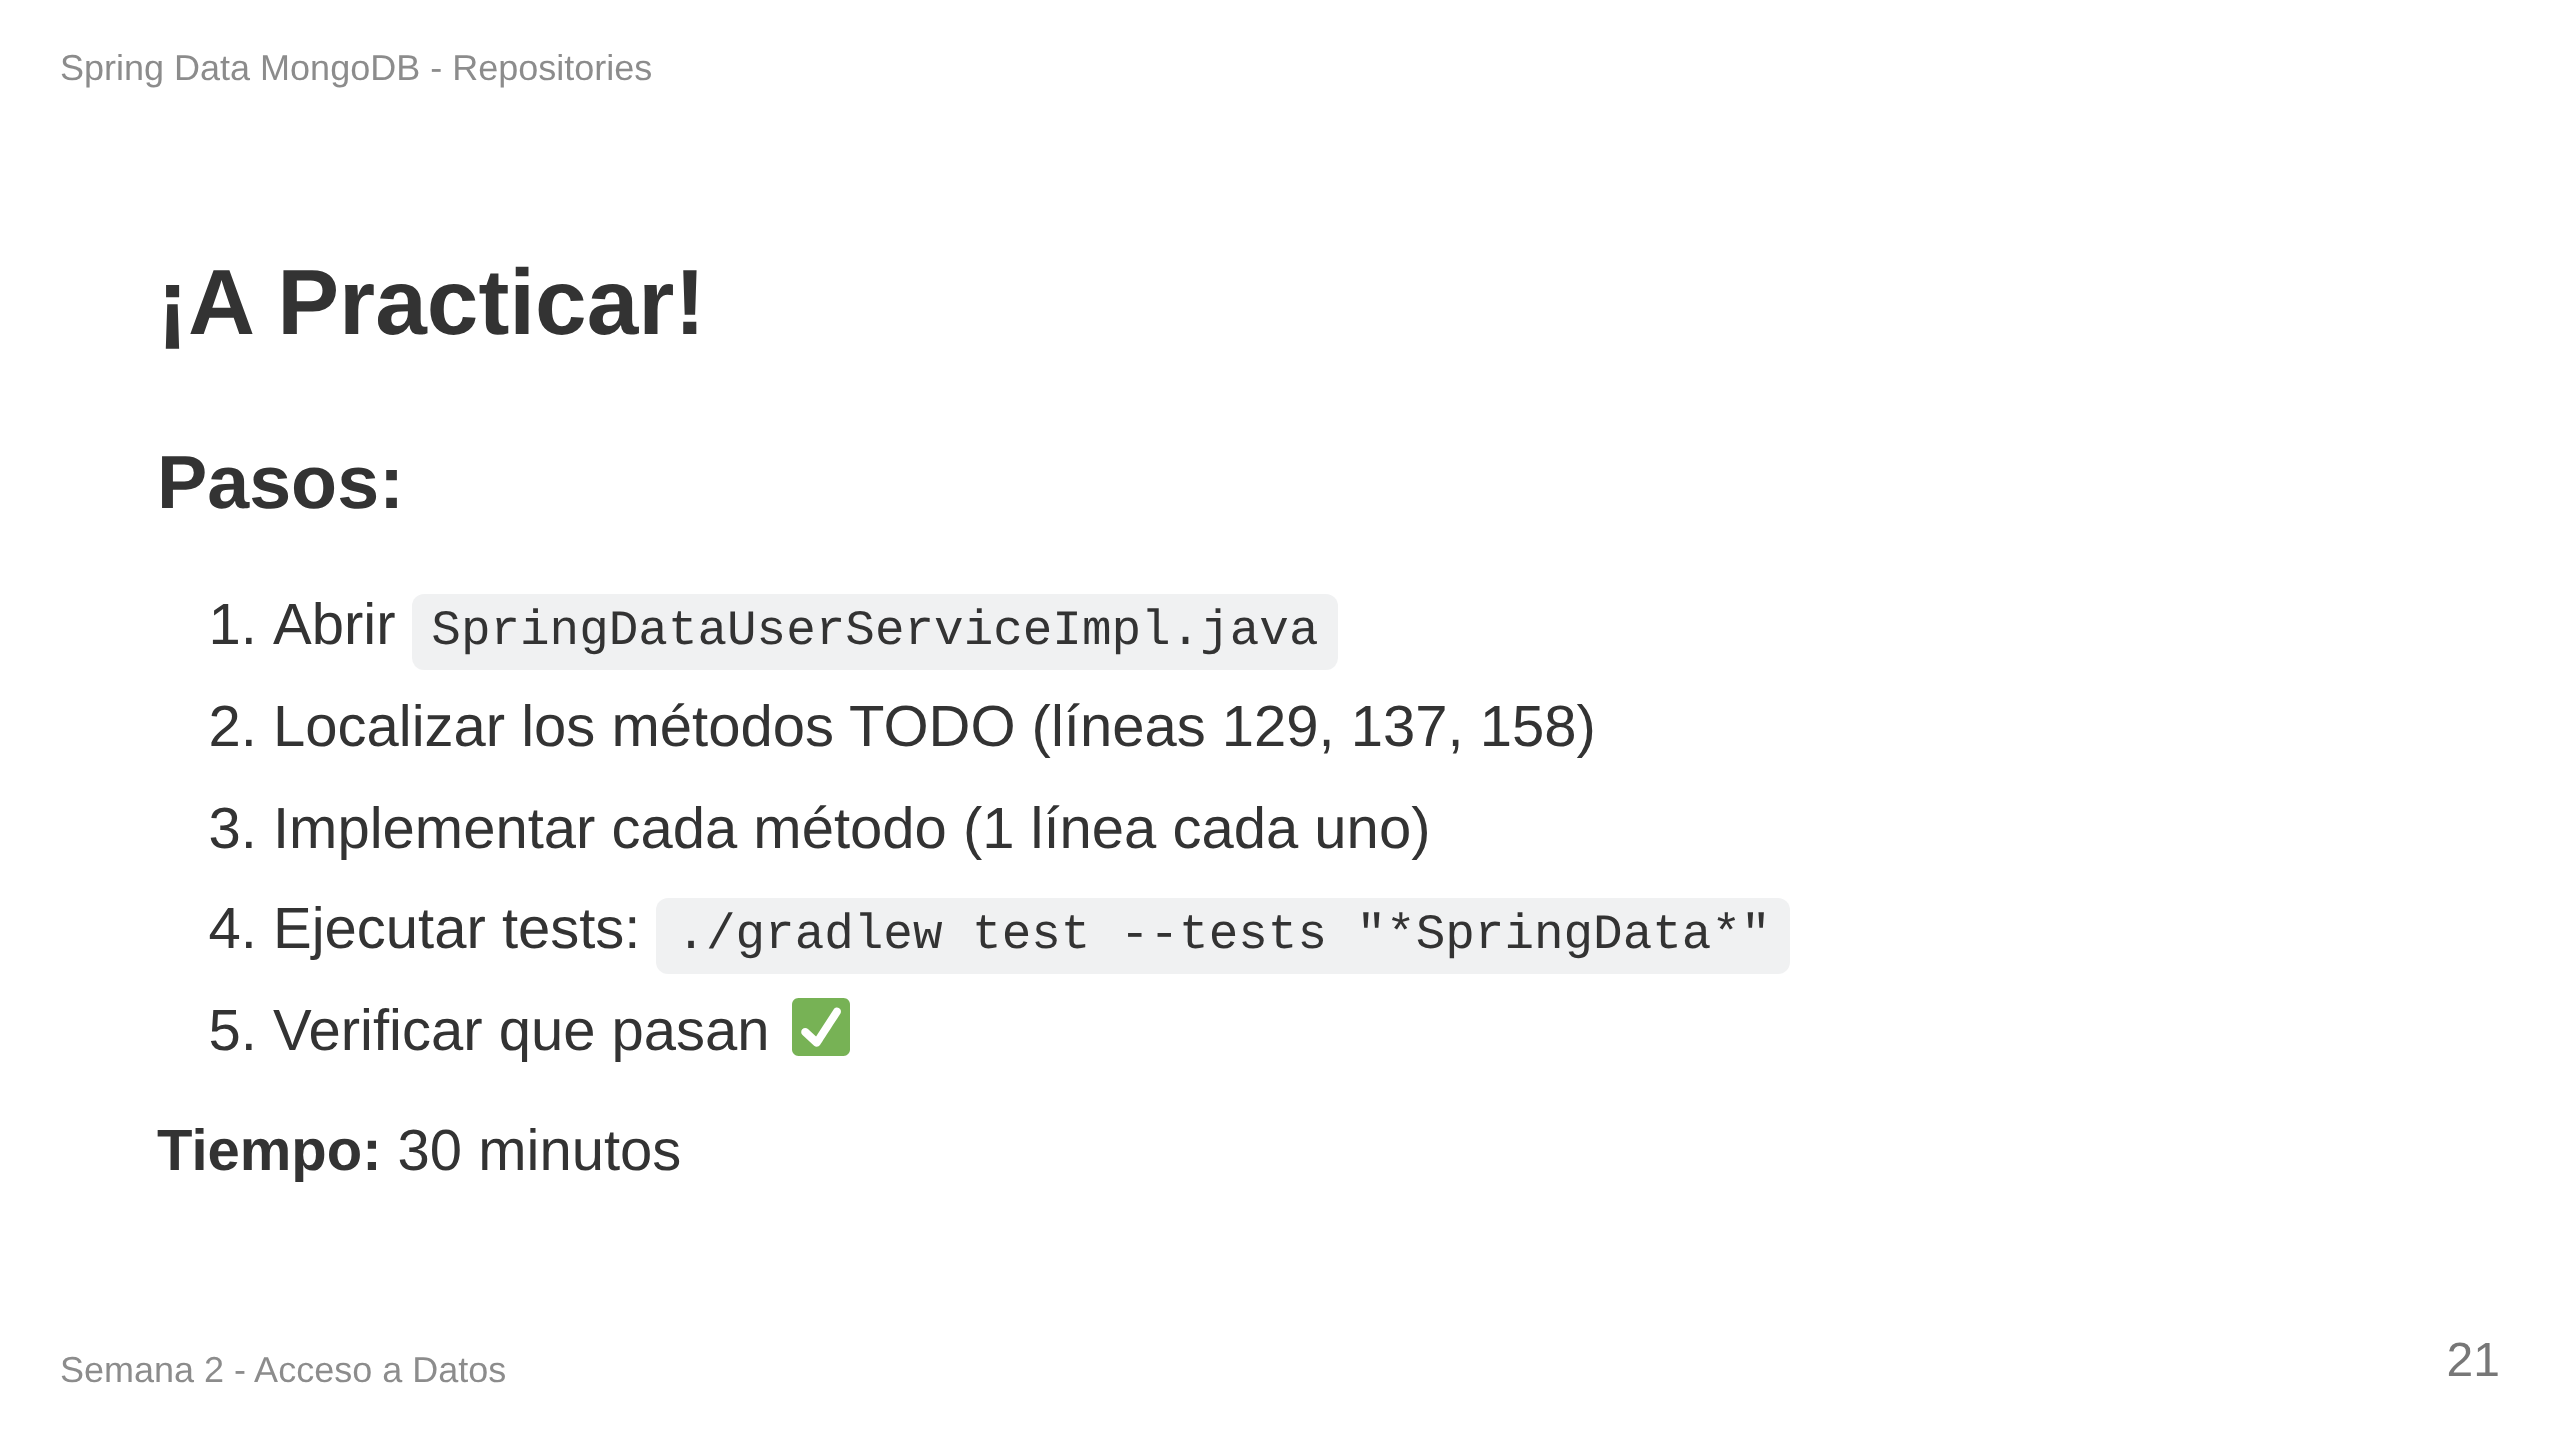 Spring Data MongoDB - Repositories
¡A Practicar!
Pasos:
1. Abrir SpringDataUserServiceImpl.java
2. Localizar los métodos TODO (líneas 129, 137, 158)
3. Implementar cada método (1 línea cada uno)
4. Ejecutar tests: ./gradlew test --tests "*SpringData*"
5. Verificar que pasan ✅
Tiempo: 30 minutos
Semana 2 - Acceso a Datos
21